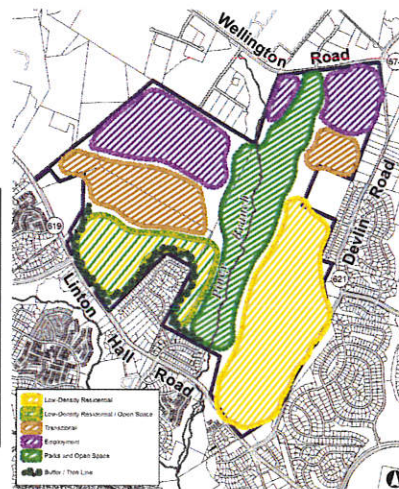 Wellington Road
674
619
Linton Hall Road
Devlin Road
621
Low-Density Residential
Low-Density Residential / Open Space
Transitional
Employment
Parks and Open Space
Buffer / Tree Line